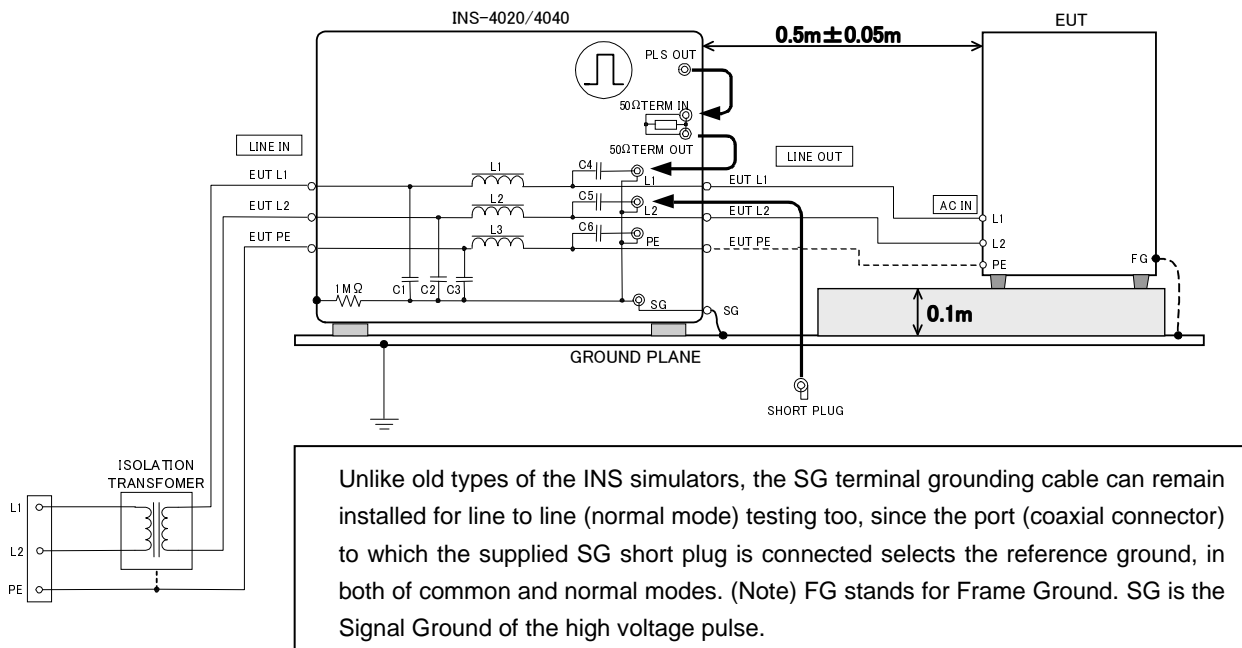 INS-4020/4040
EUT
0.5m±0.05m
PLS OUT
50ΩTERM IN
50ΩTERM OUT
LINE IN
LINE OUT
EUT L1
L1
C4
L1
EUT L1
EUT L2
L2
C5
L2
EUT L2
AC IN
L1
EUT PE
L3
C6
PE
EUT PE
L2
PE
FG
1MΩ
C1
C2
C3
SG
SG
0.1m
GROUND PLANE
SHORT PLUG
ISOLATION
TRANSFOMER
L1
L2
PE
Unlike old types of the INS simulators, the SG terminal grounding cable can remain
installed for line to line (normal mode) testing too, since the port (coaxial connector)
to which the supplied SG short plug is connected selects the reference ground, in
both of common and normal modes. (Note) FG stands for Frame Ground. SG is the
Signal Ground of the high voltage pulse.